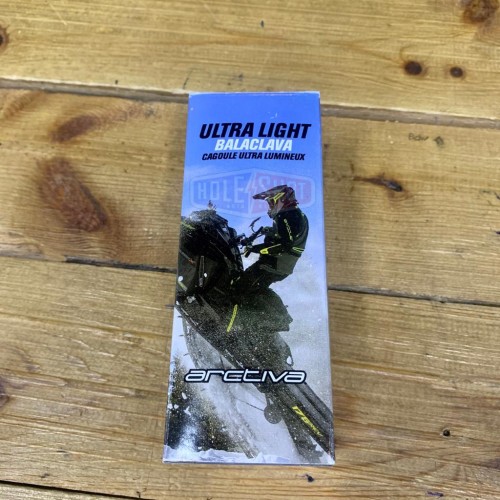 ULTRA LIGHT
BALACLAVA
CAGOULE ULTRA LUMINEUX
HOLESHOT
arctiva